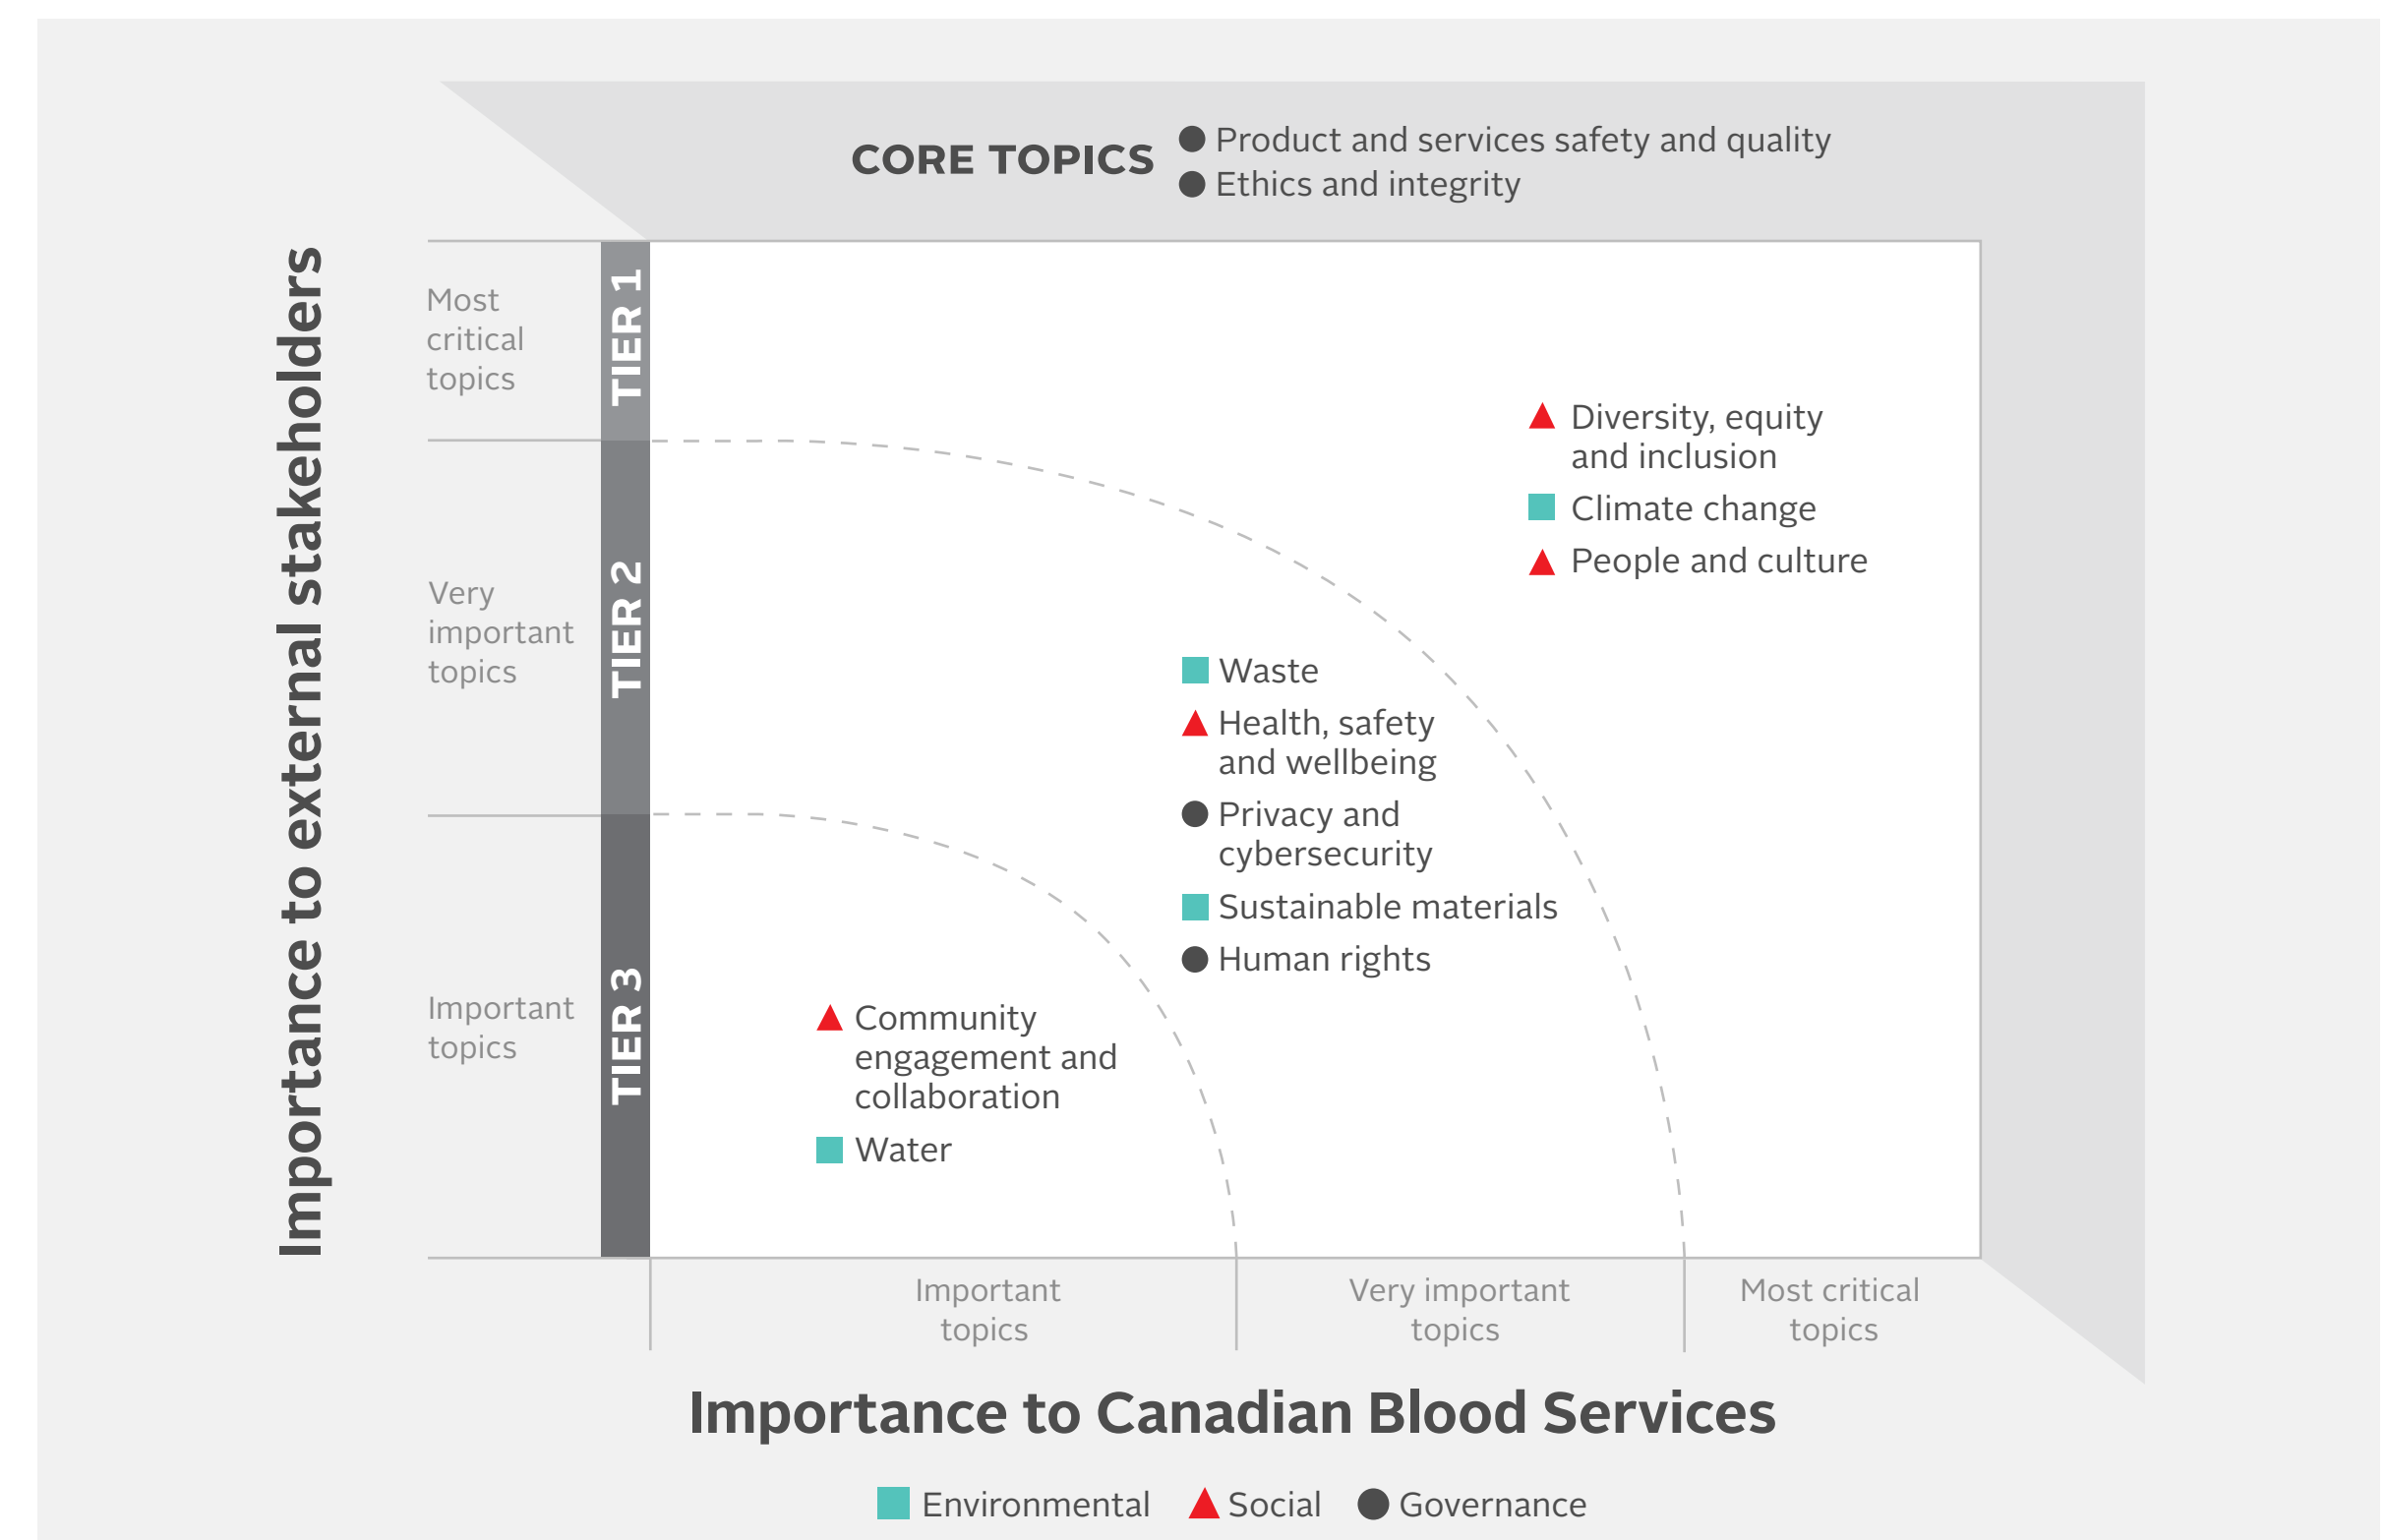 CORE TOPICS
Product and services safety and quality
Ethics and integrity
Importance to external stakeholders
Most
critical
topics
TIER 1
Very
important
topics
TIER 2
Important
topics
TIER 3
Diversity, equity
and inclusion
Climate change
People and culture
Waste
Health, safety
and wellbeing
Privacy and
cybersecurity
Sustainable materials
Human rights
Community
engagement and
collaboration
Water
Important
topics
Very important
topics
Most critical
topics
Importance to Canadian Blood Services
Environmental
Social
Governance